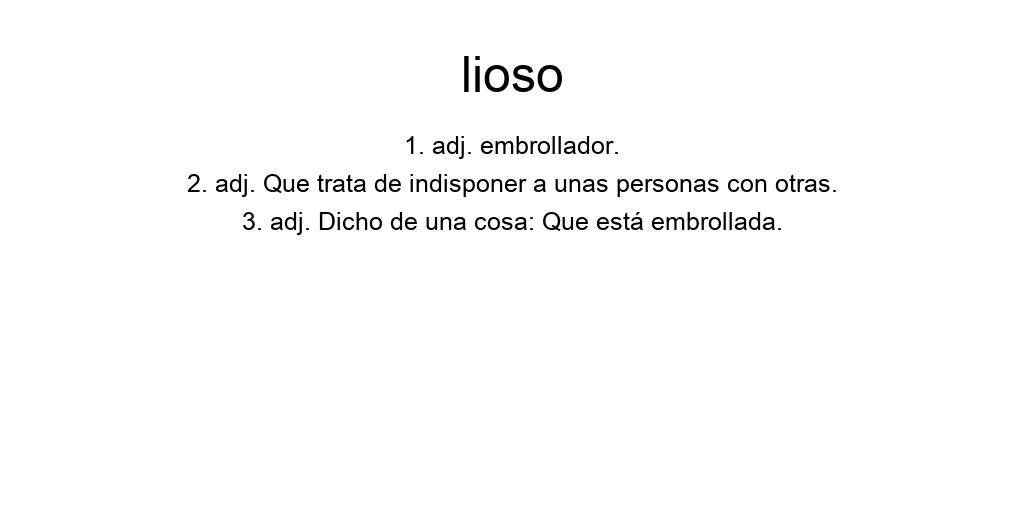 lioso
1. adj. embrollador.
2. adj. Que trata de indisponer a unas personas con otras.
3. adj. Dicho de una cosa: Que está embrollada.